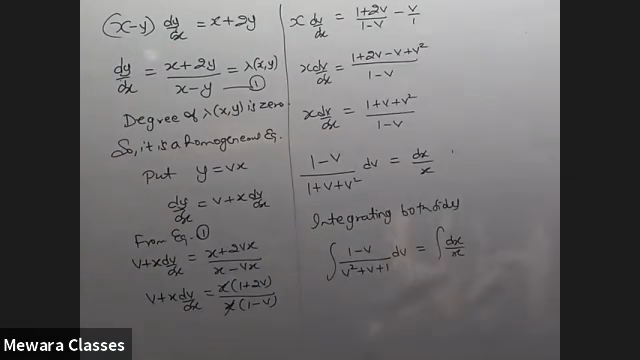 (x-y) dy/dx = x+2y
dy/dx = (x+2y)/(x-y) = λ(x,y) —①
Degree of λ(x,y) is zero.
So, it is a homogeneous Eq.
Put y = vx
dy/dx = v+x dv/dx
From Eq. ①
v+x dv/dx = (x+2vx)/(x-vx)
v+x dv/dx = x(1+2v)/x(1-v)
x dv/dx = (1+2v)/(1-v) - v/1
x dv/dx = (1+2v-v+v²)/(1-v)
x dv/dx = (1+v+v²)/(1-v)
(1-v)/(1+v+v²) dv = dx/x
Integrating both sides
∫ (1-v)/(v²+v+1) dv = ∫ dx/x
Mewara Classes